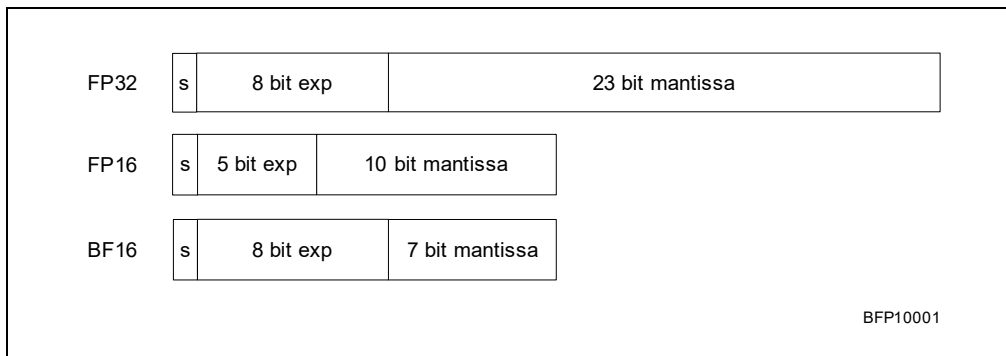 FP32 s 8 bit exp 23 bit mantissa
FP16 s 5 bit exp 10 bit mantissa
BF16 s 8 bit exp 7 bit mantissa
BFP10001